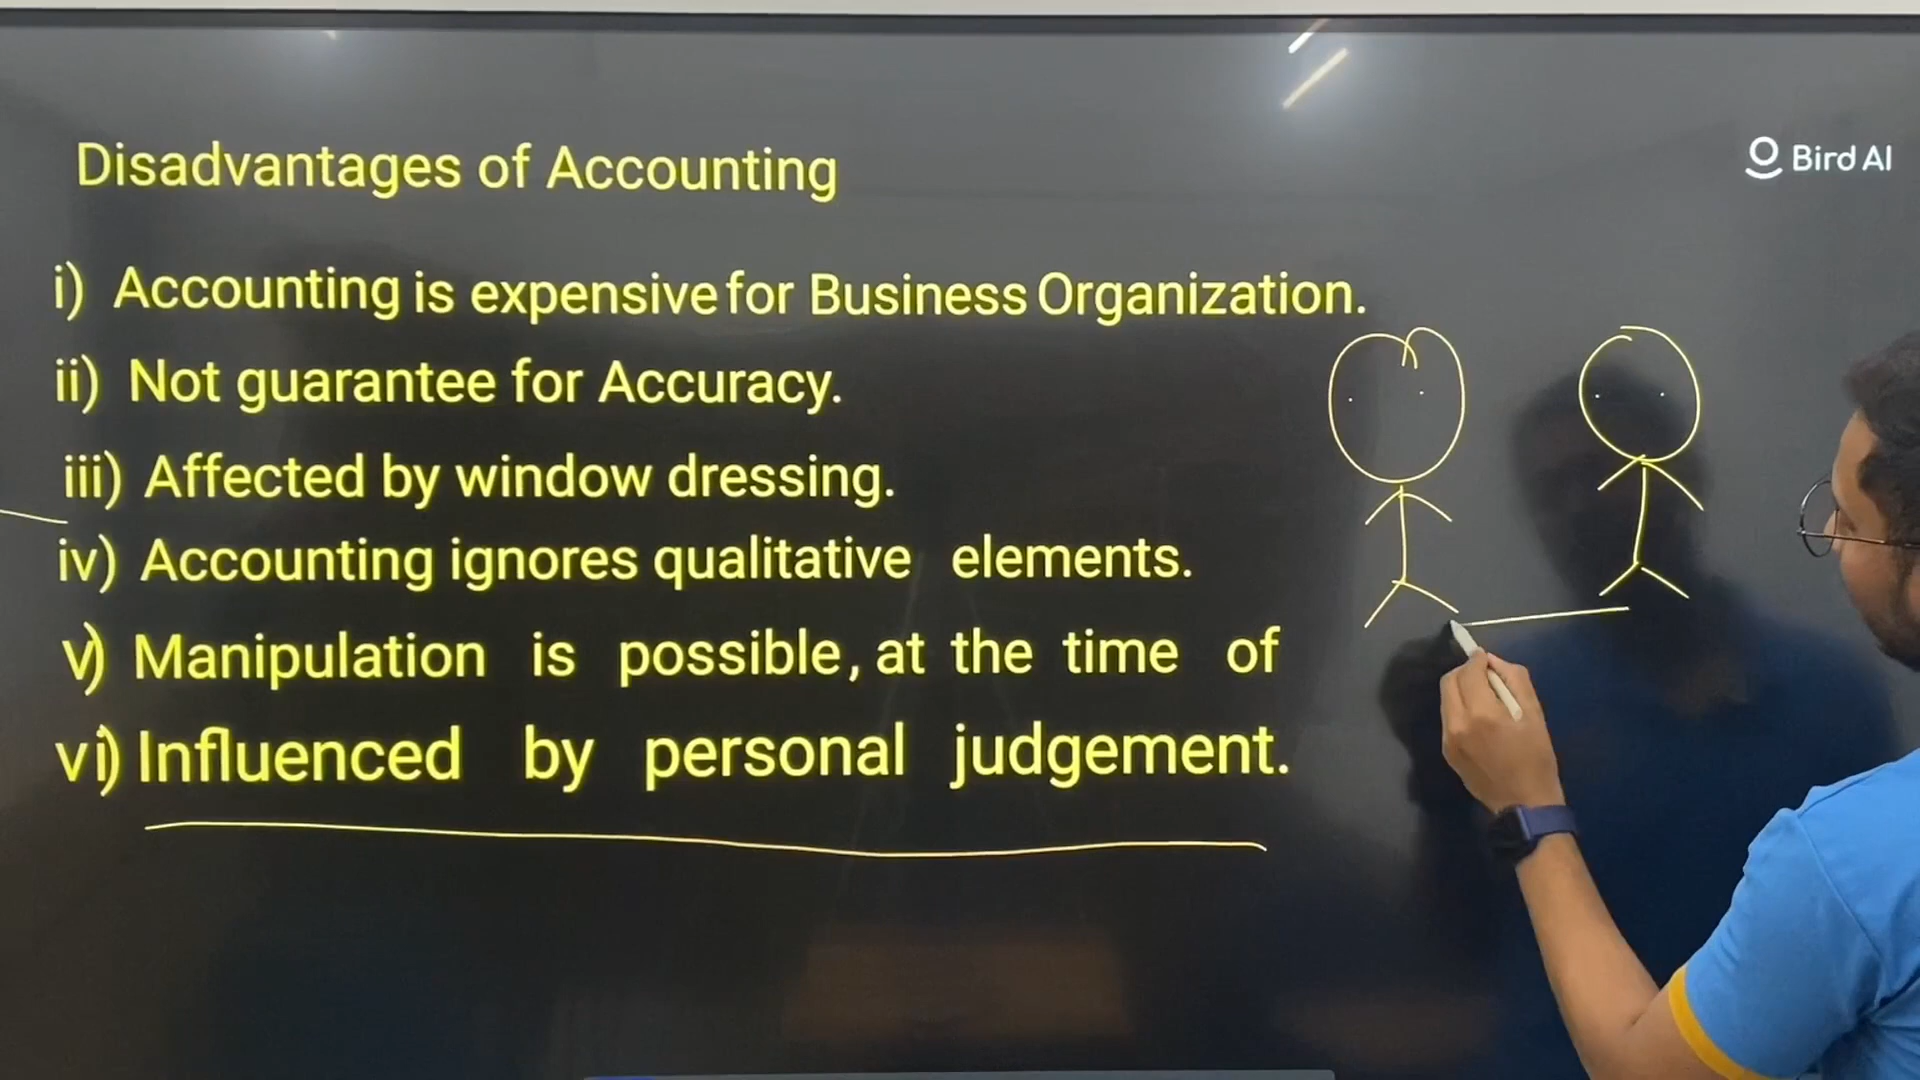 Disadvantages of Accounting
Bird AI
i) Accounting is expensive for Business Organization.
ii) Not guarantee for Accuracy.
iii) Affected by window dressing.
iv) Accounting ignores qualitative elements.
v) Manipulation is possible, at the time of
vi) Influenced by personal judgement.